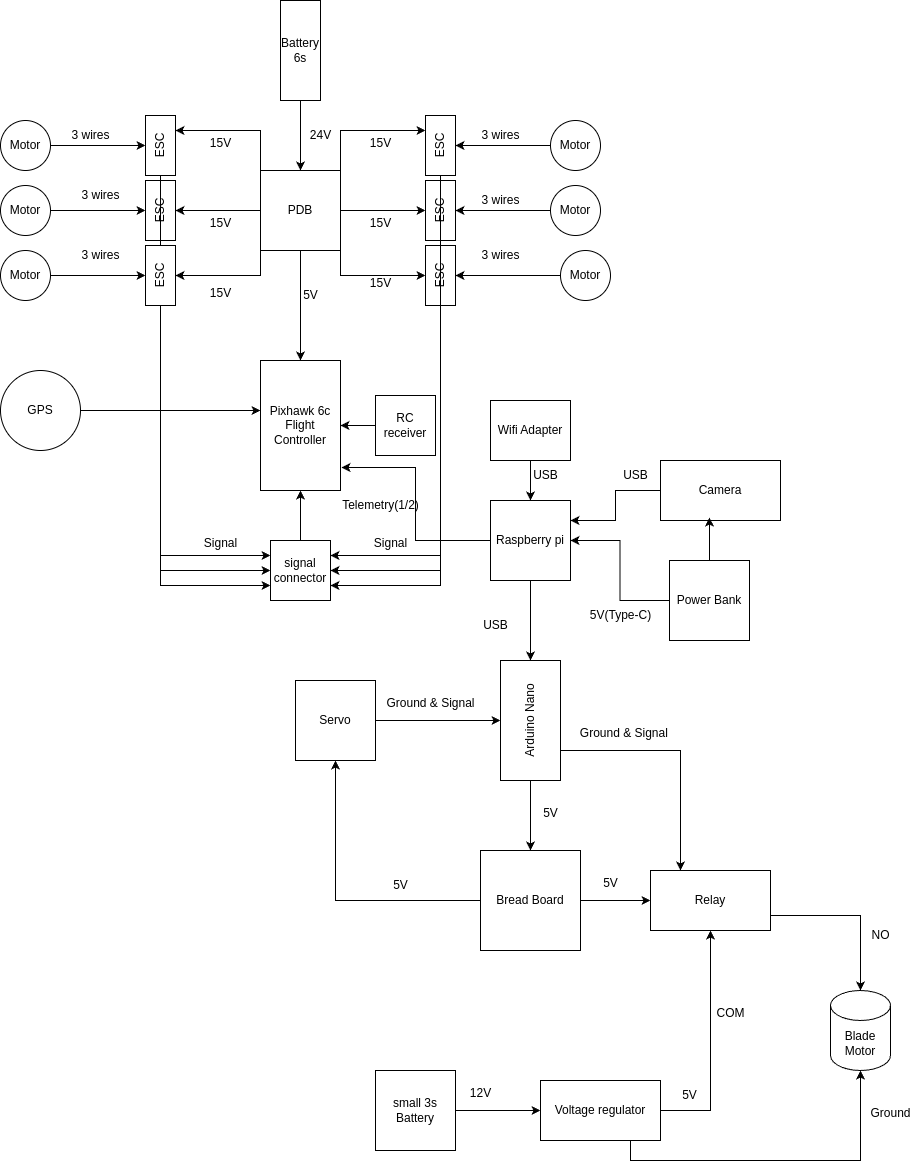 Battery
6s
24V
Motor
3 wires
ESC
15V
15V
ESC
3 wires
Motor
Motor
3 wires
ESC
15V
PDB
15V
ESC
3 wires
Motor
Motor
3 wires
ESC
15V
5V
15V
ESC
3 wires
Motor
GPS
Pixhawk 6c
Flight
Controller
RC
receiver
Wifi Adapter
USB
USB
Camera
Telemetry(1/2)
Raspberry pi
Signal
signal
connector
Signal
5V(Type-C)
Power Bank
USB
Servo
Ground & Signal
Arduino Nano
Ground & Signal
5V
5V
Bread Board
5V
Relay
NO
COM
Blade
Motor
small 3s
Battery
12V
Voltage regulator
5V
Ground